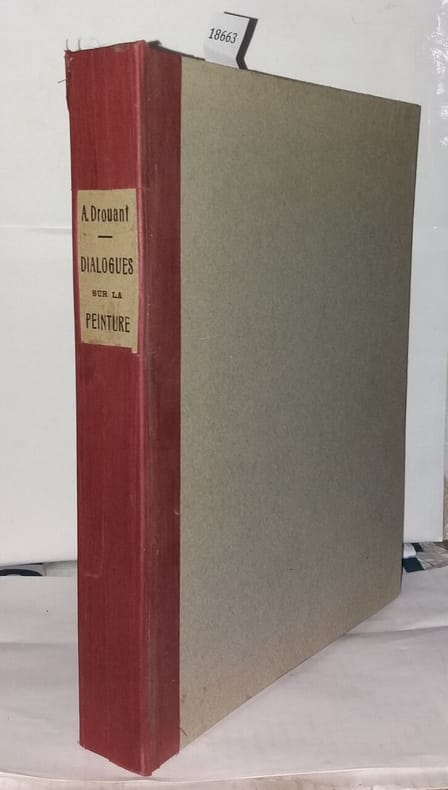 18663
A. Drouant
DIALOGUES
SUR LA
PEINTURE